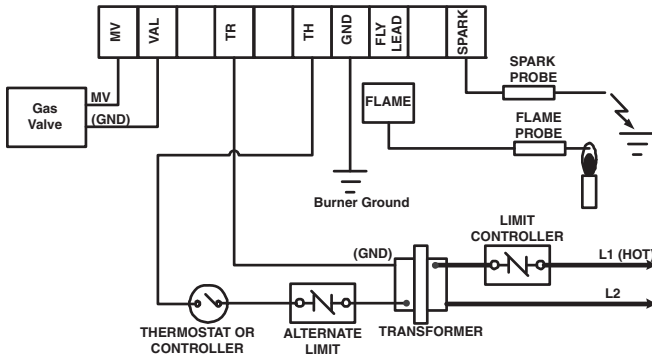 MV
VAL
TR
TH
GND
FLY
LEAD
SPARK
SPARK
PROBE
FLAME
FLAME
PROBE
MV
Gas
Valve
(GND)
Burner Ground
LIMIT
CONTROLLER
(GND)
L1 (HOT)
L2
THERMOSTAT OR
CONTROLLER
ALTERNATE
LIMIT
TRANSFORMER